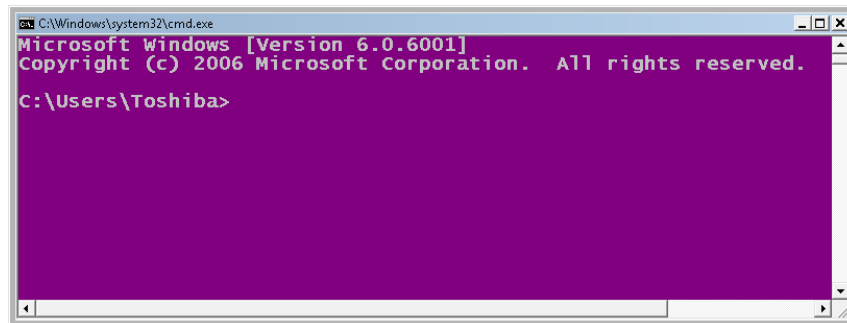 C:\Windows\system32\cmd.exe
Microsoft Windows [Version 6.0.6001]
Copyright (c) 2006 Microsoft Corporation.  All rights reserved.
C:\Users\Toshiba>